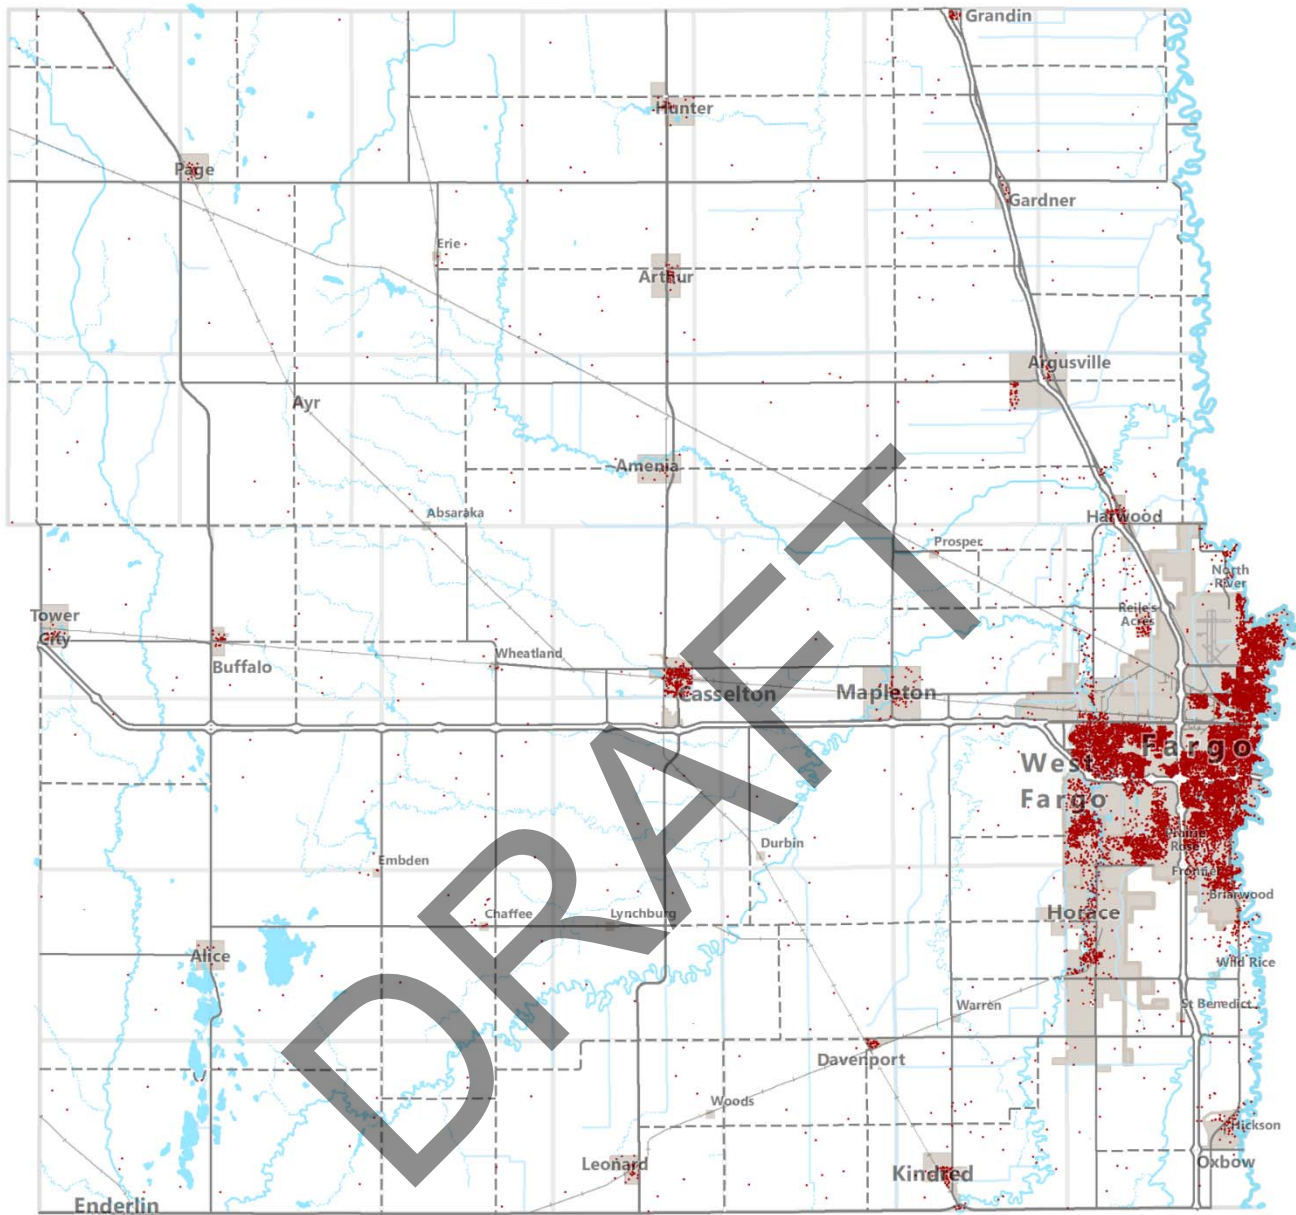 Grandin
Hunter
Page
Gardner
Erie
Arthur
Argusville
Ayr
Amenia
Absaraka
Harwood
Prosper
North
River
Tower
City
Reile's
Acres
Buffalo
Wheatland
Casselton
Mapleton
Fargo
West
Fargo
Prairie
Rose
Durbin
Embden
Frontier
Briarwood
Chaffee
Lynchburg
Horace
Alice
Wild Rice
Warren
St Benedict
Davenport
Woods
Hickson
Leonard
Kindred
Oxbow
Enderlin
DRAFT